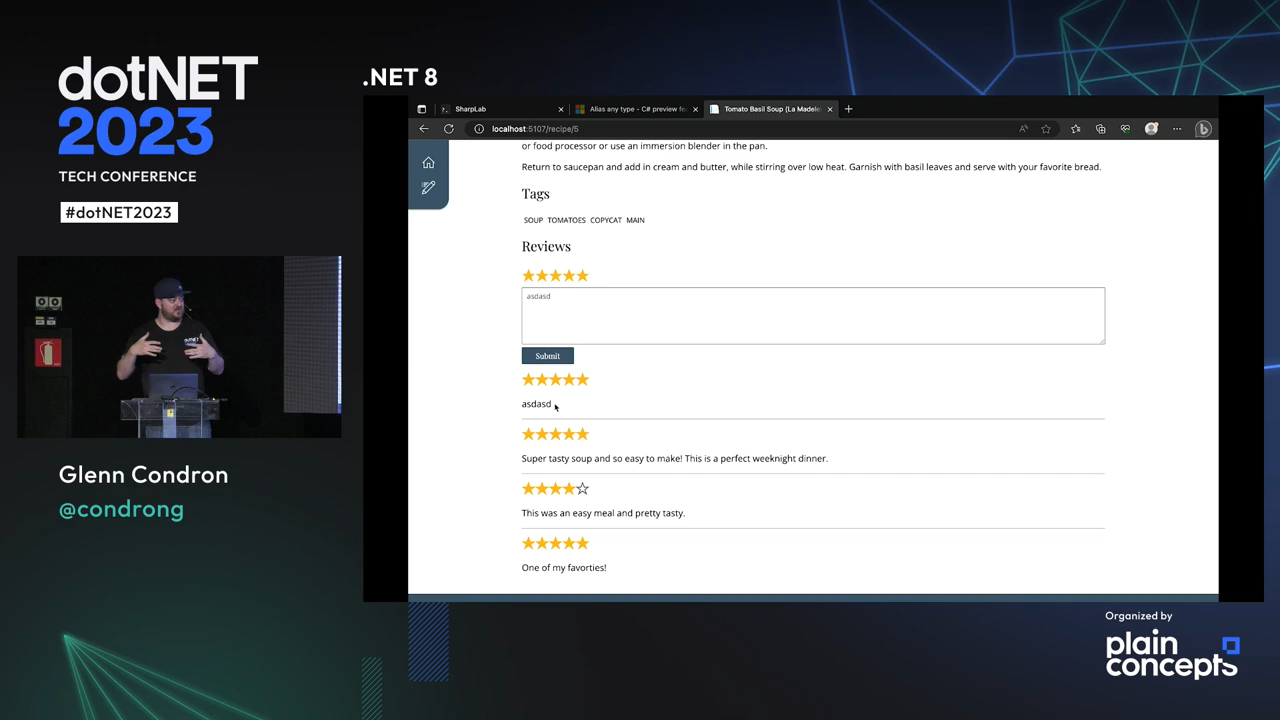 dotNET
2023
TECH CONFERENCE
#dotNET2023
.NET 8
SharpLab
Alias any type - C# preview fe
Tomato Basil Soup (La Madele
localhost:5107/recipe/5
or food processor or use an immersion blender in the pan.
Return to saucepan and add in cream and butter, while stirring over low heat. Garnish with basil leaves and serve with your favorite bread.
Tags
SOUP TOMATOES COPYCAT MAIN
Reviews
asdasd
Submit
asdasd
Super tasty soup and so easy to make! This is a perfect weeknight dinner.
This was an easy meal and pretty tasty.
One of my favorties!
dotNET
Glenn Condron
@condrong
Organized by
plain
concepts